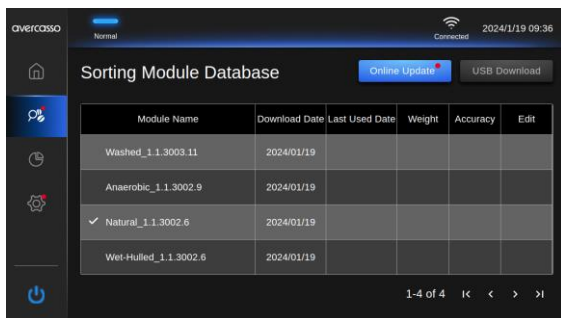 avercasso
Normal
Connected
2024/1/19 09:36
Sorting Module Database
Online Update
USB Download
Module Name Download Date Last Used Date Weight Accuracy Edit
Washed_1.1.3003.11 2024/01/19
Anaerobic_1.1.3002.9 2024/01/19
Natural_1.1.3002.6 2024/01/19
Wet-Hulled_1.1.3002.6 2024/01/19
1-4 of 4